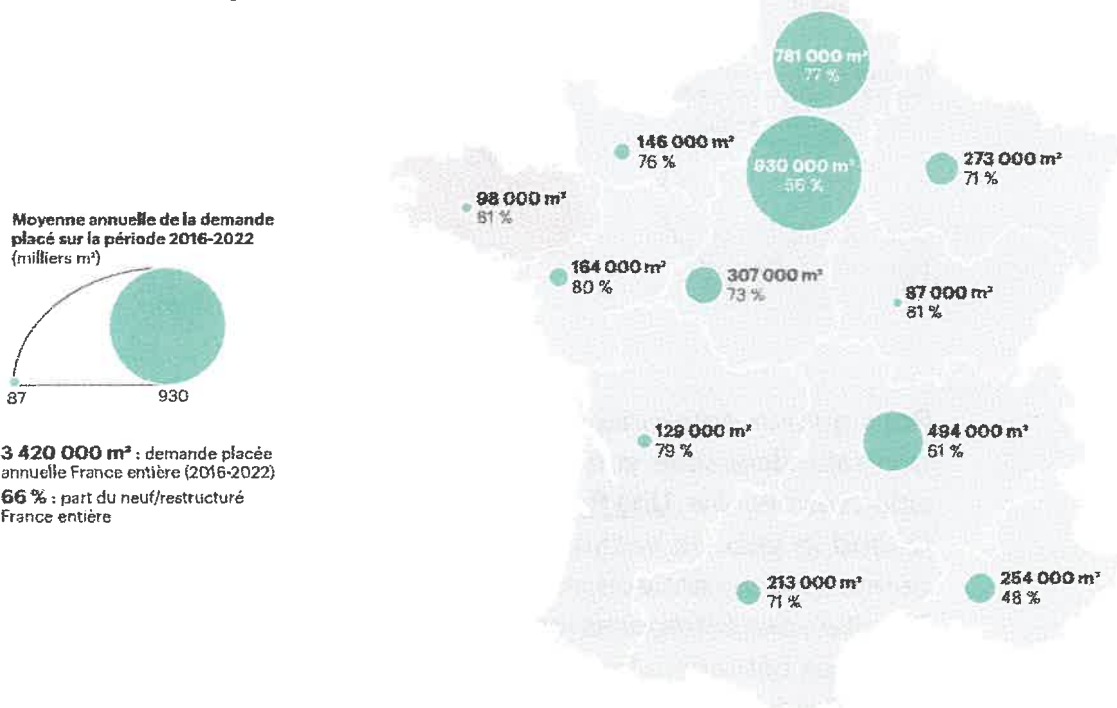 Moyenne annuelle de la demande
placé sur la période 2016-2022
(milliers m²)
87
930
3 420 000 m² : demande placée
annuelle France entière (2016-2022)
66 % : part du neuf/restructuré
France entière
781 000 m²
77 %
146 000 m²
76 %
930 000 m²
273 000 m²
71 %
98 000 m²
81 %
164 000 m²
80 %
307 000 m²
73 %
87 000 m²
81 %
129 000 m²
79 %
494 000 m²
61 %
213 000 m²
71 %
254 000 m²
48 %